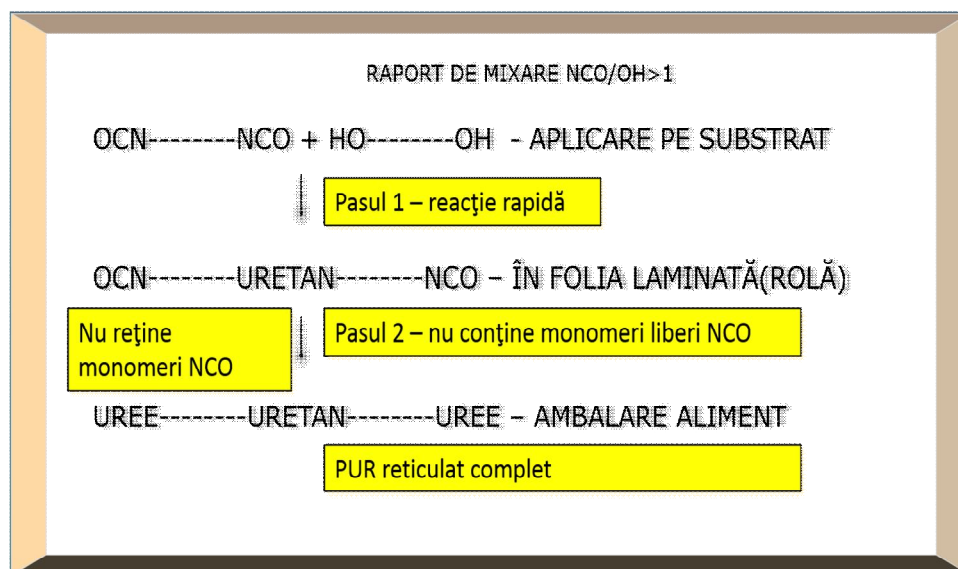 RAPORT DE MIXARE NCO/OH>1
OCN--------NCO + HO--------OH - APLICARE PE SUBSTRAT
Pasul 1 – reacţie rapidă
OCN--------URETAN--------NCO – ÎN FOLIA LAMINATĂ(ROLĂ)
Nu reţine
monomeri NCO
Pasul 2 – nu conţine monomeri liberi NCO
UREE--------URETAN--------UREE – AMBALARE ALIMENT
PUR reticulat complet